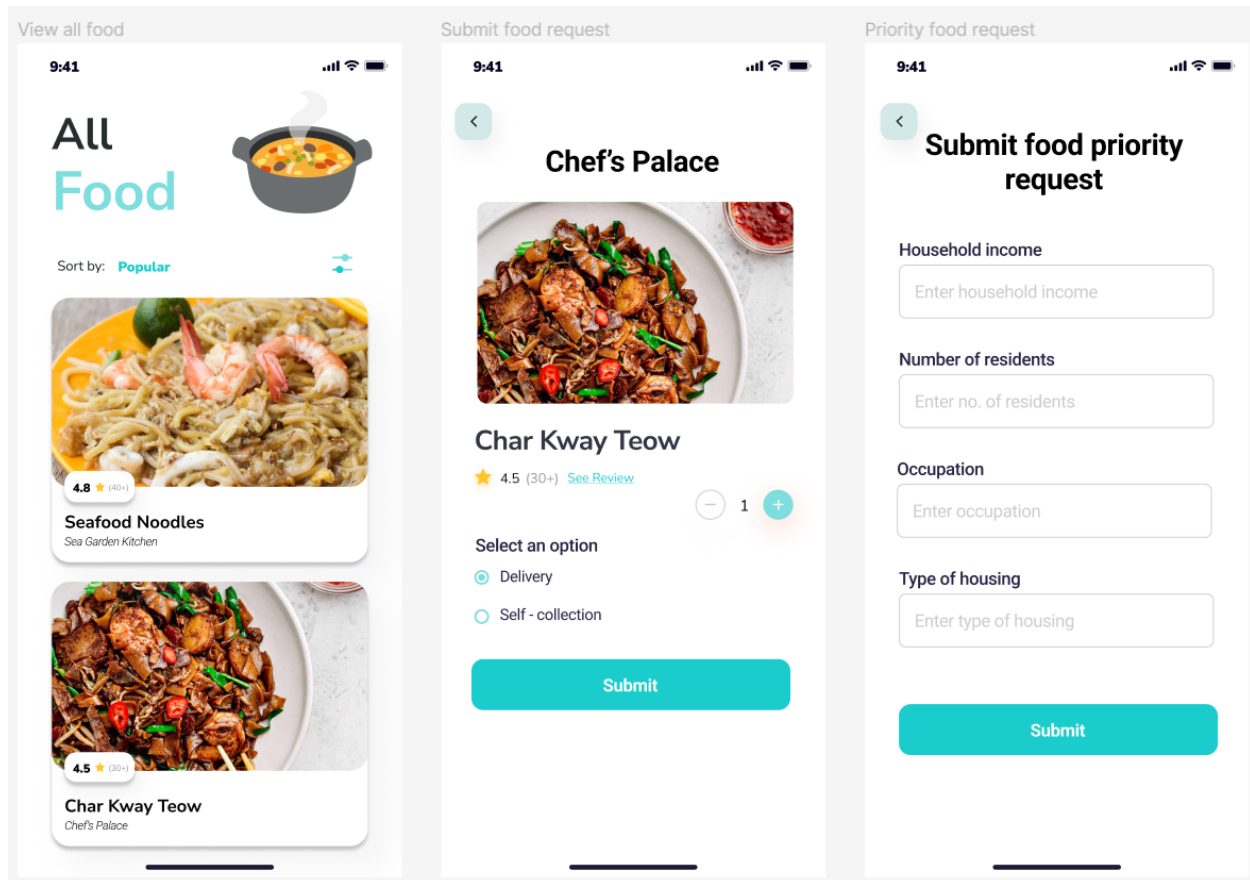 View all food
9:41
All
Food
Sort by: Popular
4.8 (40+)
Seafood Noodles
Sea Garden Kitchen
4.5 (30+)
Char Kway Teow
Chef's Palace
Submit food request
9:41
Chef's Palace
Char Kway Teow
4.5 (30+) See Review
1
Select an option
Delivery
Self - collection
Submit
Priority food request
9:41
Submit food priority
request
Household income
Enter household income
Number of residents
Enter no. of residents
Occupation
Enter occupation
Type of housing
Enter type of housing
Submit